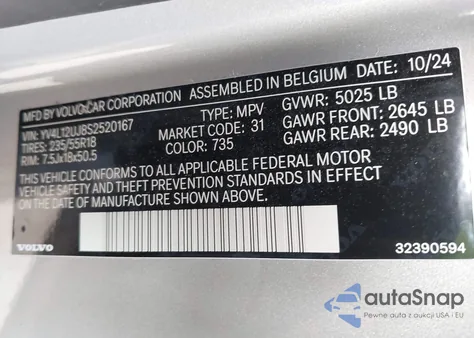 MFD BY VOLVO CAR CORPORATION ASSEMBLED IN BELGIUM DATE: 10/24
VIN: YV4L12UJBS2520167 TYPE: MPV GVWR: 5025 LB
TIRES: 235/55R18 MARKET CODE: 31 GAWR FRONT: 2645 LB
RIM: 7.5Jx18x50.5 COLOR: 735 GAWR REAR: 2490 LB
THIS VEHICLE CONFORMS TO ALL APPLICABLE FEDERAL MOTOR
VEHICLE SAFETY AND THEFT PREVENTION STANDARDS IN EFFECT
ON THE DATE OF MANUFACTURE SHOWN ABOVE.
VOLVO 32390594
autoSnap
Pewne auta z aukcji USA i EU